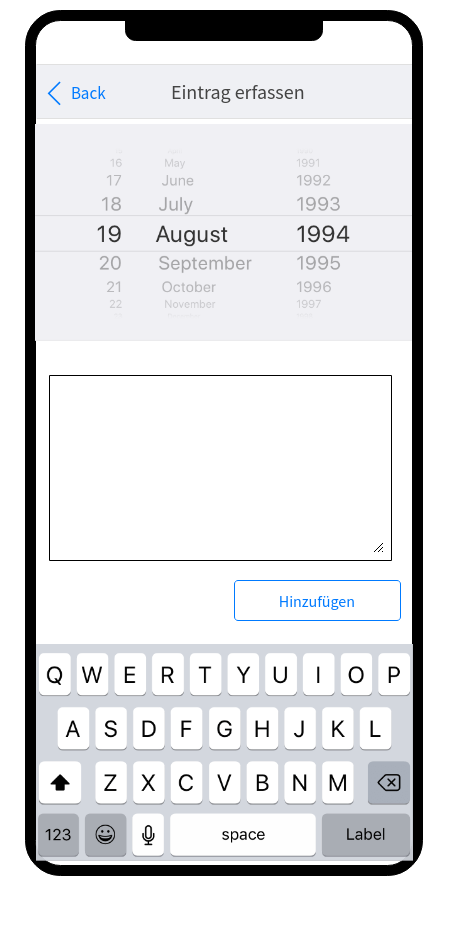 Back Eintrag erfassen
16 May 1991
17 June 1992
18 July 1993
19 August 1994
20 September 1995
21 October 1996
22 November 1997
Hinzufügen
Q W E R T Y U I O P
A S D F G H J K L
Z X C V B N M
123 space Label